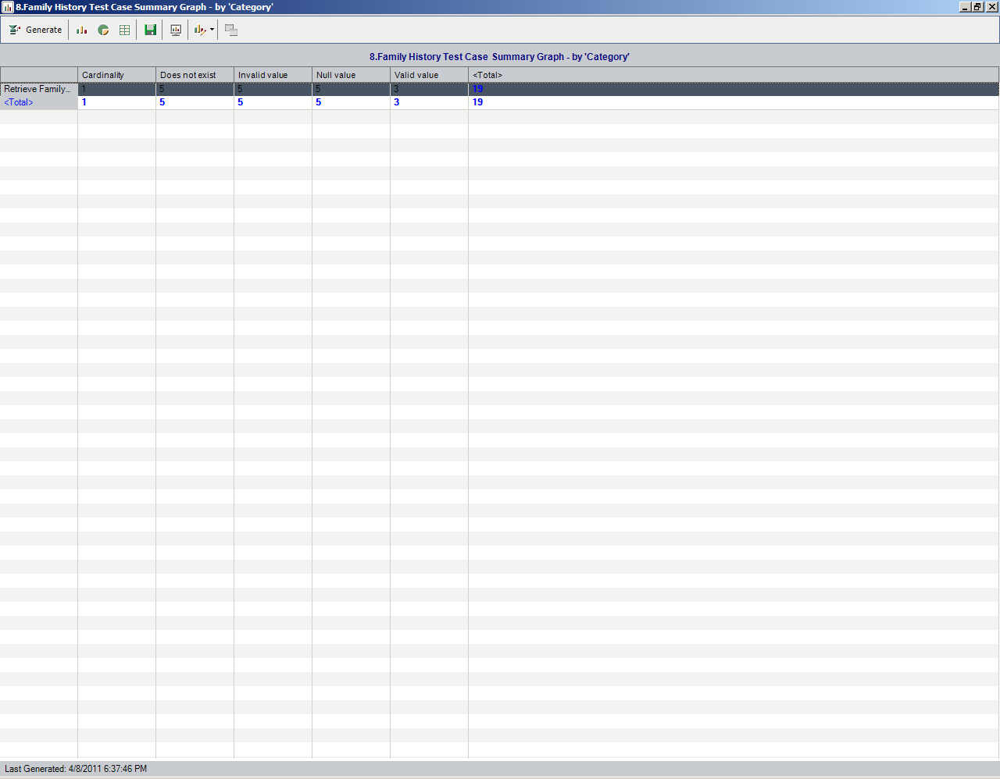 8.Family History Test Case Summary Graph - by 'Category'
Generate
8.Family History Test Case Summary Graph - by 'Category'
Cardinality Does not exist Invalid value Null value Valid value <Total>
Retrieve Family... 1 5 5 5 3 19
<Total> 1 5 5 5 3 19
Last Generated: 4/8/2011 6:37:46 PM